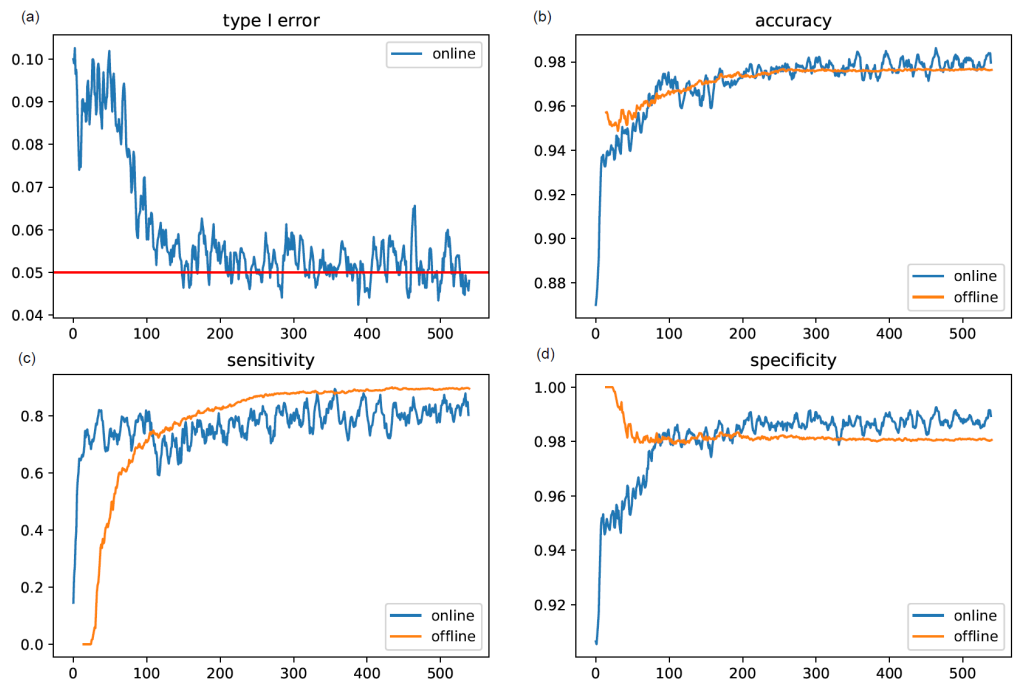 (a) type I error
online
0.10
0.09
0.08
0.07
0.06
0.05
0.04
0 100 200 300 400 500
(b) accuracy
0.98
0.96
0.94
0.92
0.90
0.88
online
offline
0 100 200 300 400 500
(c) sensitivity
0.8
0.6
0.4
0.2
0.0
online
offline
0 100 200 300 400 500
(d) specificity
1.00
0.98
0.96
0.94
0.92
online
offline
0 100 200 300 400 500